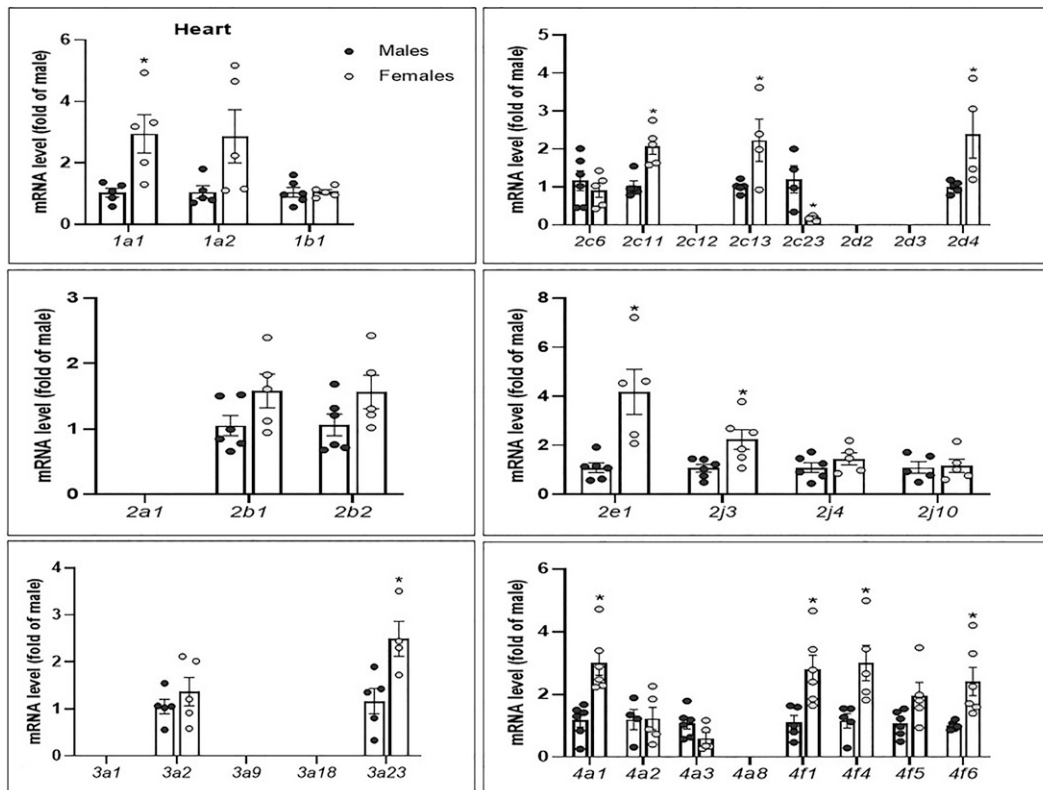 Heart
Males
Females
mRNA level (fold of male)
6
4
2
0
*
1a1 1a2 1b1
mRNA level (fold of male)
5
4
3
2
1
0
* * * *
2c6 2c11 2c12 2c13 2c23 2d2 2d3 2d4
mRNA level (fold of male)
3
2
1
0
2a1 2b1 2b2
mRNA level (fold of male)
8
6
4
2
0
* *
2e1 2j3 2j4 2j10
mRNA level (fold of male)
4
3
2
1
0
*
3a1 3a2 3a9 3a18 3a23
mRNA level (fold of male)
6
4
2
0
* * * *
4a1 4a2 4a3 4a8 4f1 4f4 4f5 4f6